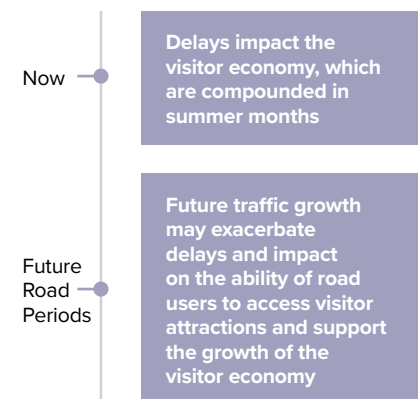 Now
Delays impact the
visitor economy, which
are compounded in
summer months
Future
Road
Periods
Future traffic growth
may exacerbate
delays and impact
on the ability of road
users to access visitor
attractions and support
the growth of the
visitor economy